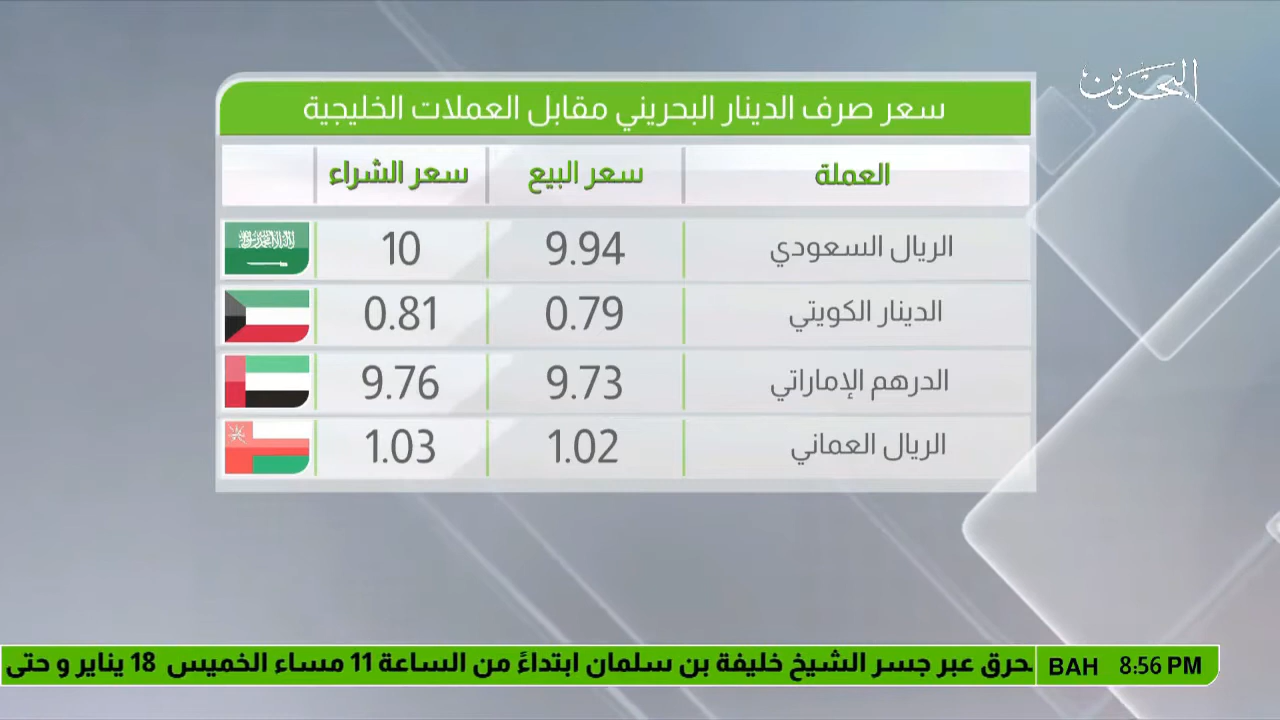 البحرين
سعر صرف الدينار البحريني مقابل العملات الخليجية
العملة سعر البيع سعر الشراء
الريال السعودي 9.94 10
الدينار الكويتي 0.79 0.81
الدرهم الإماراتي 9.73 9.76
الريال العماني 1.02 1.03
BAH 8:56 PM
عبر جسر الشيخ خليفة بن سلمان ابتداءً من الساعة 11 مساء الخميس 18 يناير و حتى